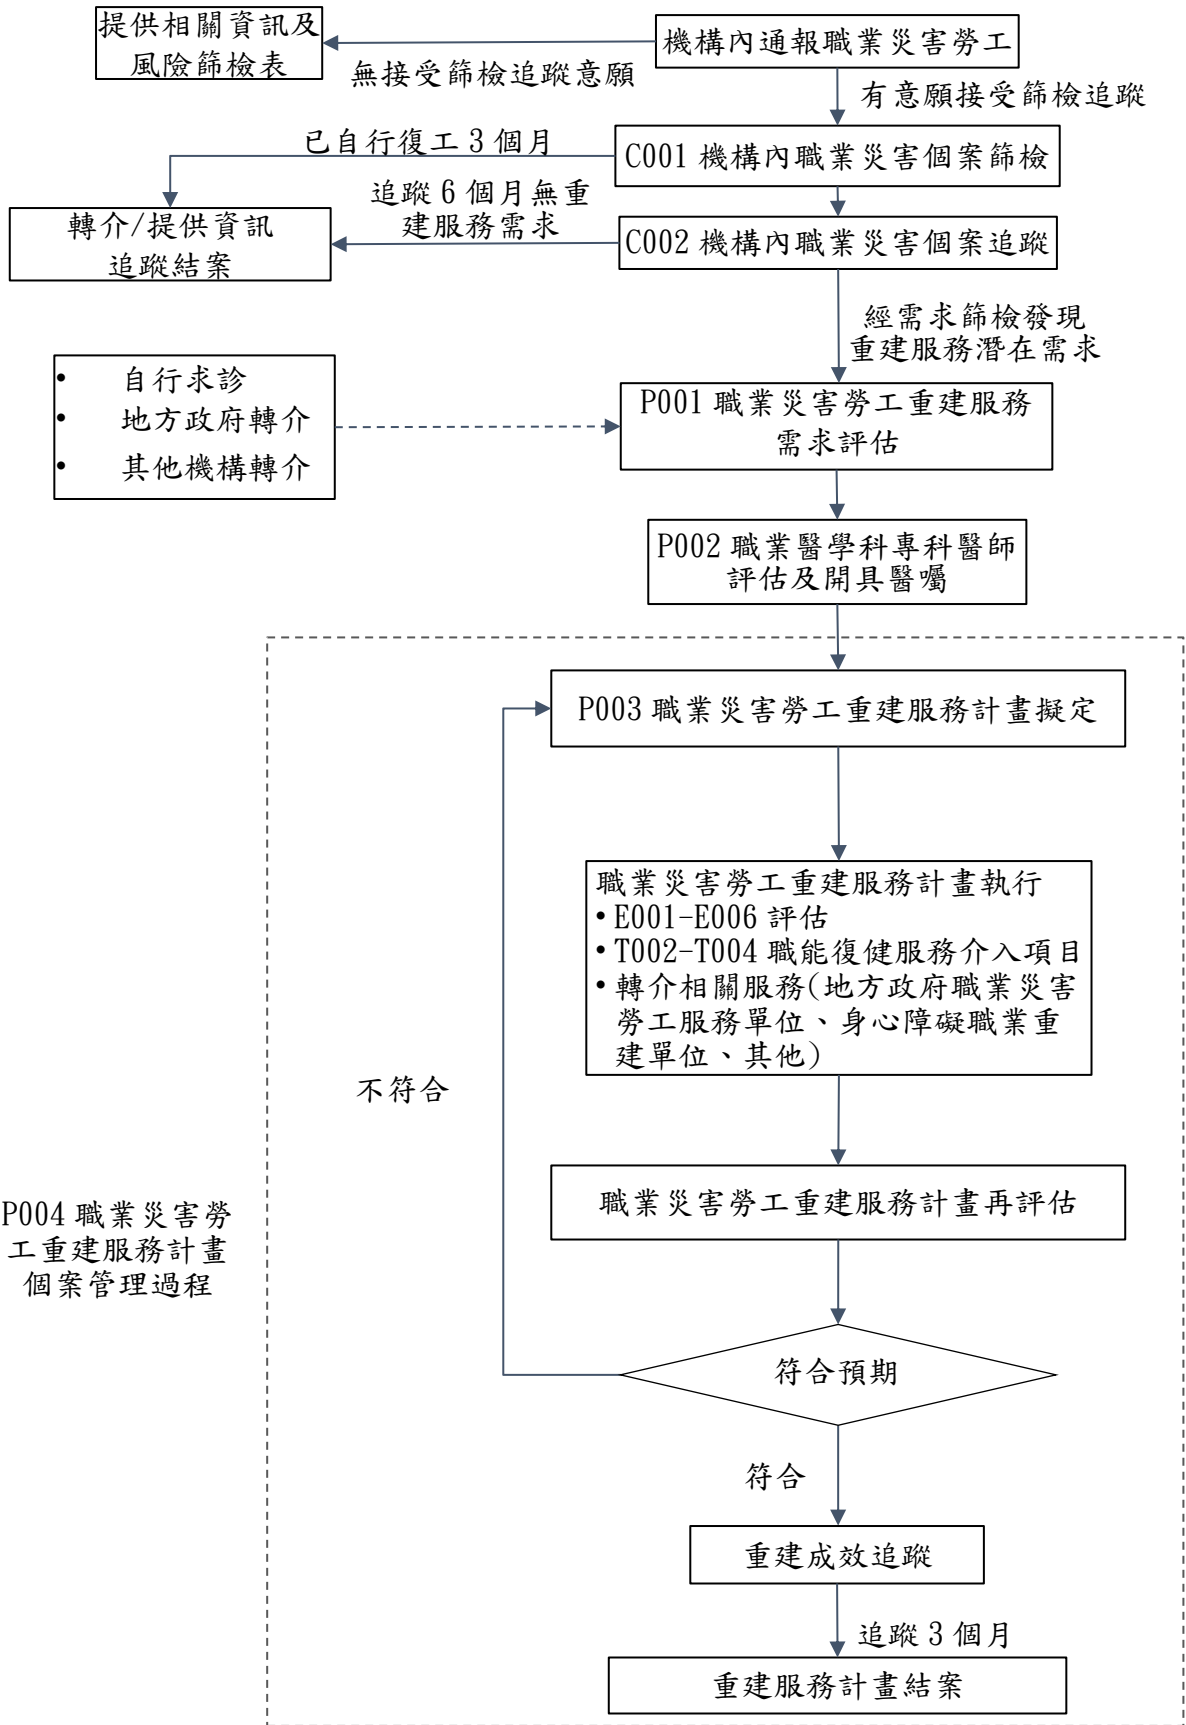 提供相關資訊及
風險篩檢表
機構內通報職業災害勞工
無接受篩檢追蹤意願
有意願接受篩檢追蹤
已自行復工 3 個月
C001 機構內職業災害個案篩檢
追蹤 6 個月無重
建服務需求
轉介/提供資訊
追蹤結案
C002 機構內職業災害個案追蹤
經需求篩檢發現
重建服務潛在需求
• 自行求診
• 地方政府轉介
• 其他機構轉介
P001 職業災害勞工重建服務
需求評估
P002 職業醫學科專科醫師
評估及開具醫囑
P003 職業災害勞工重建服務計畫擬定
職業災害勞工重建服務計畫執行
• E001-E006 評估
• T002-T004 職能復健服務介入項目
• 轉介相關服務(地方政府職業災害
勞工服務單位、身心障礙職業重
建單位、其他)
不符合
職業災害勞工重建服務計畫再評估
P004 職業災害勞
工重建服務計畫
個案管理過程
符合預期
符合
重建成效追蹤
追蹤 3 個月
重建服務計畫結案